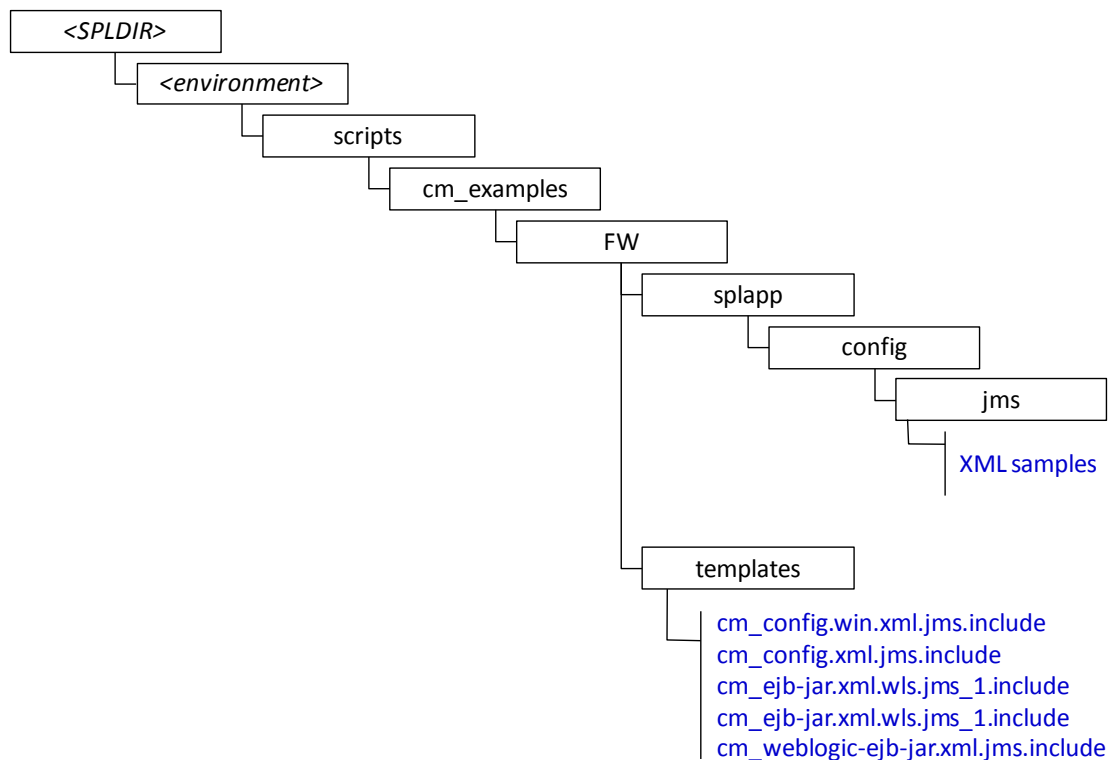 <SPLDIR>
<environment>
scripts
cm_examples
FW
splapp
config
jms
XML samples
templates
cm_config.win.xml.jms.include
cm_config.xml.jms.include
cm_ejb-jar.xml.wls.jms_1.include
cm_ejb-jar.xml.wls.jms_1.include
cm_weblogic-ejb-jar.xml.jms.include